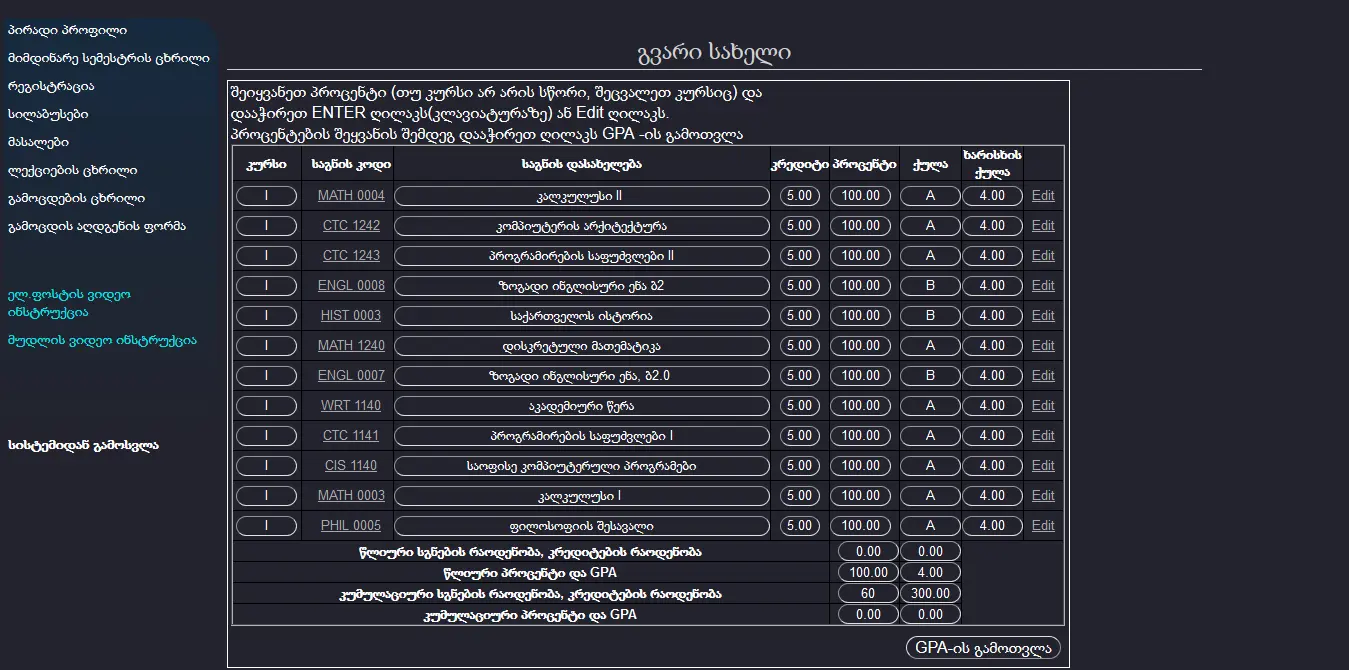 პირადი პროფილი
მიმდინარე სემესტრის ცხრილი
რეგისტრაცია
სილაბუსები
მასალები
ლექციების ცხრილი
გამოცდების ცხრილი
გამოცდის აღდგენის ფორმა
ელ.ფოსტის ვიდეო
ინსტრუქცია
მუდლის ვიდეო ინსტრუქცია
სისტემიდან გამოსვლა
გვარი სახელი
შეიყვანეთ პროცენტი (თუ კურსი არ არის სწორი, შეცვალეთ კურსიც) და
დააჭირეთ ENTER ღილაკს(კლავიატურაზე) ან Edit ღილაკს.
პროცენტების შეყვანის შემდეგ დააჭირეთ ღილაკს GPA -ის გამოთვლა
კურსი საგნის კოდი საგნის დასახელება კრედიტი პროცენტი ქულა ხარისხის ქულა
I MATH 0004 კალკულუსი II 5.00 100.00 A 4.00 Edit
I CTC 1242 კომპიუტერის არქიტექტურა 5.00 100.00 A 4.00 Edit
I CTC 1243 პროგრამირების საფუძვლები II 5.00 100.00 A 4.00 Edit
I ENGL 0008 ზოგადი ინგლისური ენა ბ2 5.00 100.00 B 4.00 Edit
I HIST 0003 საქართველოს ისტორია 5.00 100.00 B 4.00 Edit
I MATH 1240 დისკრეტული მათემატიკა 5.00 100.00 A 4.00 Edit
I ENGL 0007 ზოგადი ინგლისური ენა, ბ2.0 5.00 100.00 B 4.00 Edit
I WRT 1140 აკადემიური წერა 5.00 100.00 A 4.00 Edit
I CTC 1141 პროგრამირების საფუძვლები I 5.00 100.00 A 4.00 Edit
I CIS 1140 საოფისე კომპიუტერული პროგრამები 5.00 100.00 A 4.00 Edit
I MATH 0003 კალკულუსი I 5.00 100.00 A 4.00 Edit
I PHIL 0005 ფილოსოფიის შესავალი 5.00 100.00 A 4.00 Edit
წლიური სგნების რაოდენობა, კრედიტების რაოდენობა 0.00 0.00
წლიური პროცენტი და GPA 100.00 4.00
კუმულაციური სგნების რაოდენობა, კრედიტების რაოდენობა 60 300.00
კუმულაციური პროცენტი და GPA 0.00 0.00
GPA-ის გამოთვლა